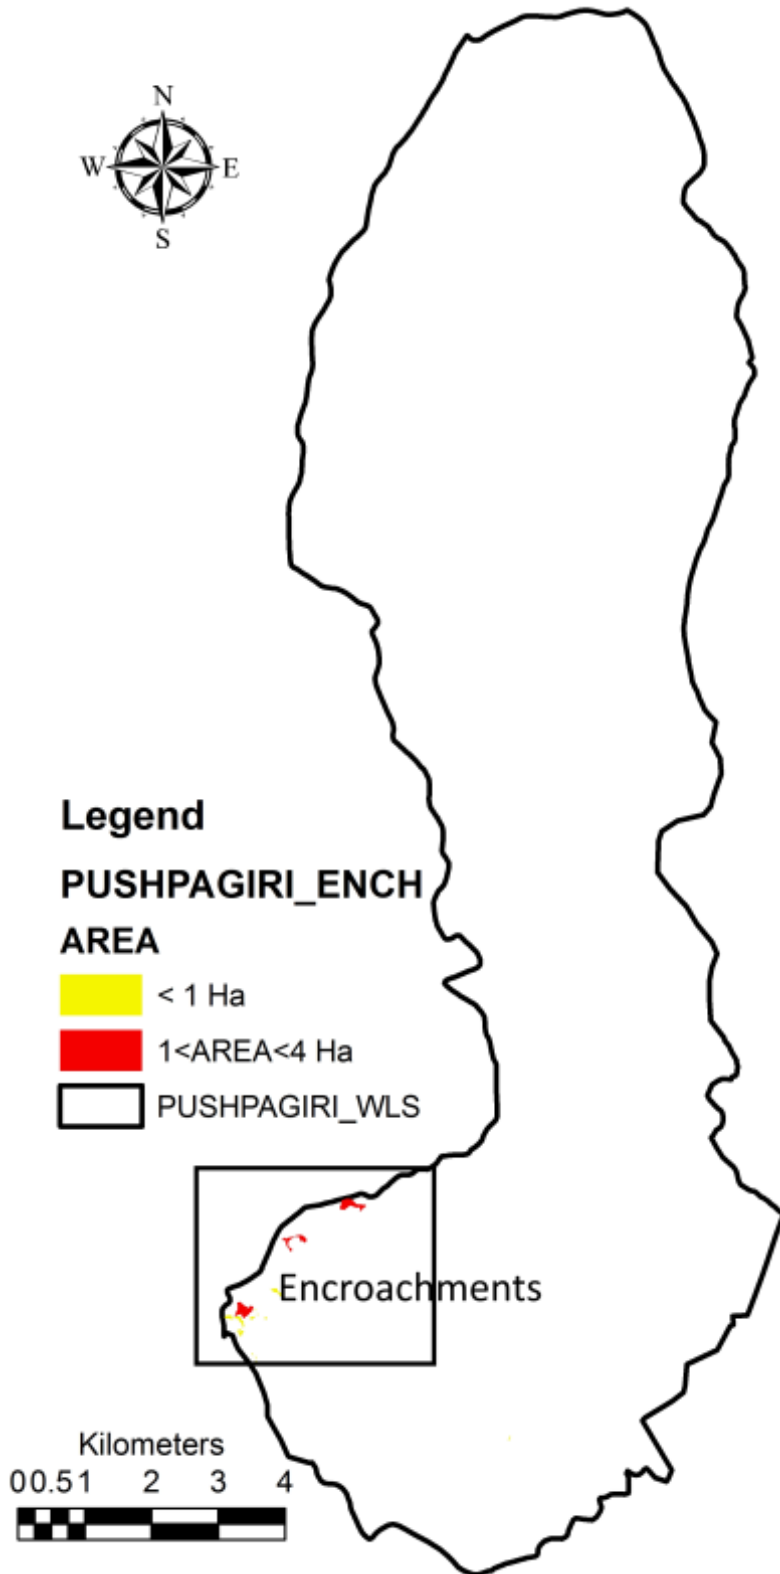 N
W E
S
Legend
PUSHPAGIRI_ENCH
AREA
< 1 Ha
1<AREA<4 Ha
PUSHPAGIRI_WLS
Encroachments
Kilometers
00.51 2 3 4